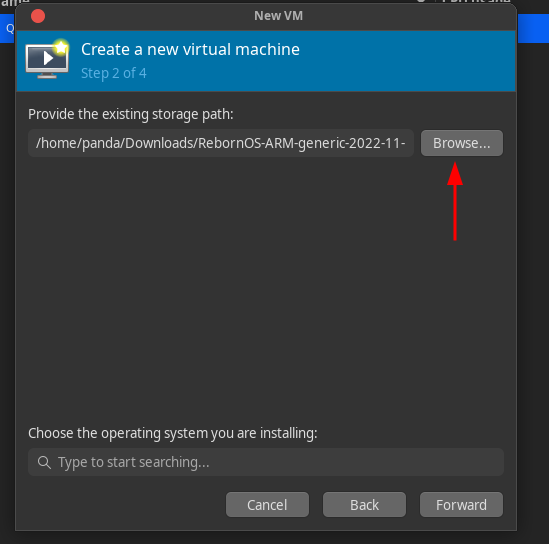 New VM
Create a new virtual machine
Step 2 of 4
Provide the existing storage path:
/home/panda/Downloads/RebornOS-ARM-generic-2022-11-
Browse...
Choose the operating system you are installing:
Type to start searching...
Cancel
Back
Forward